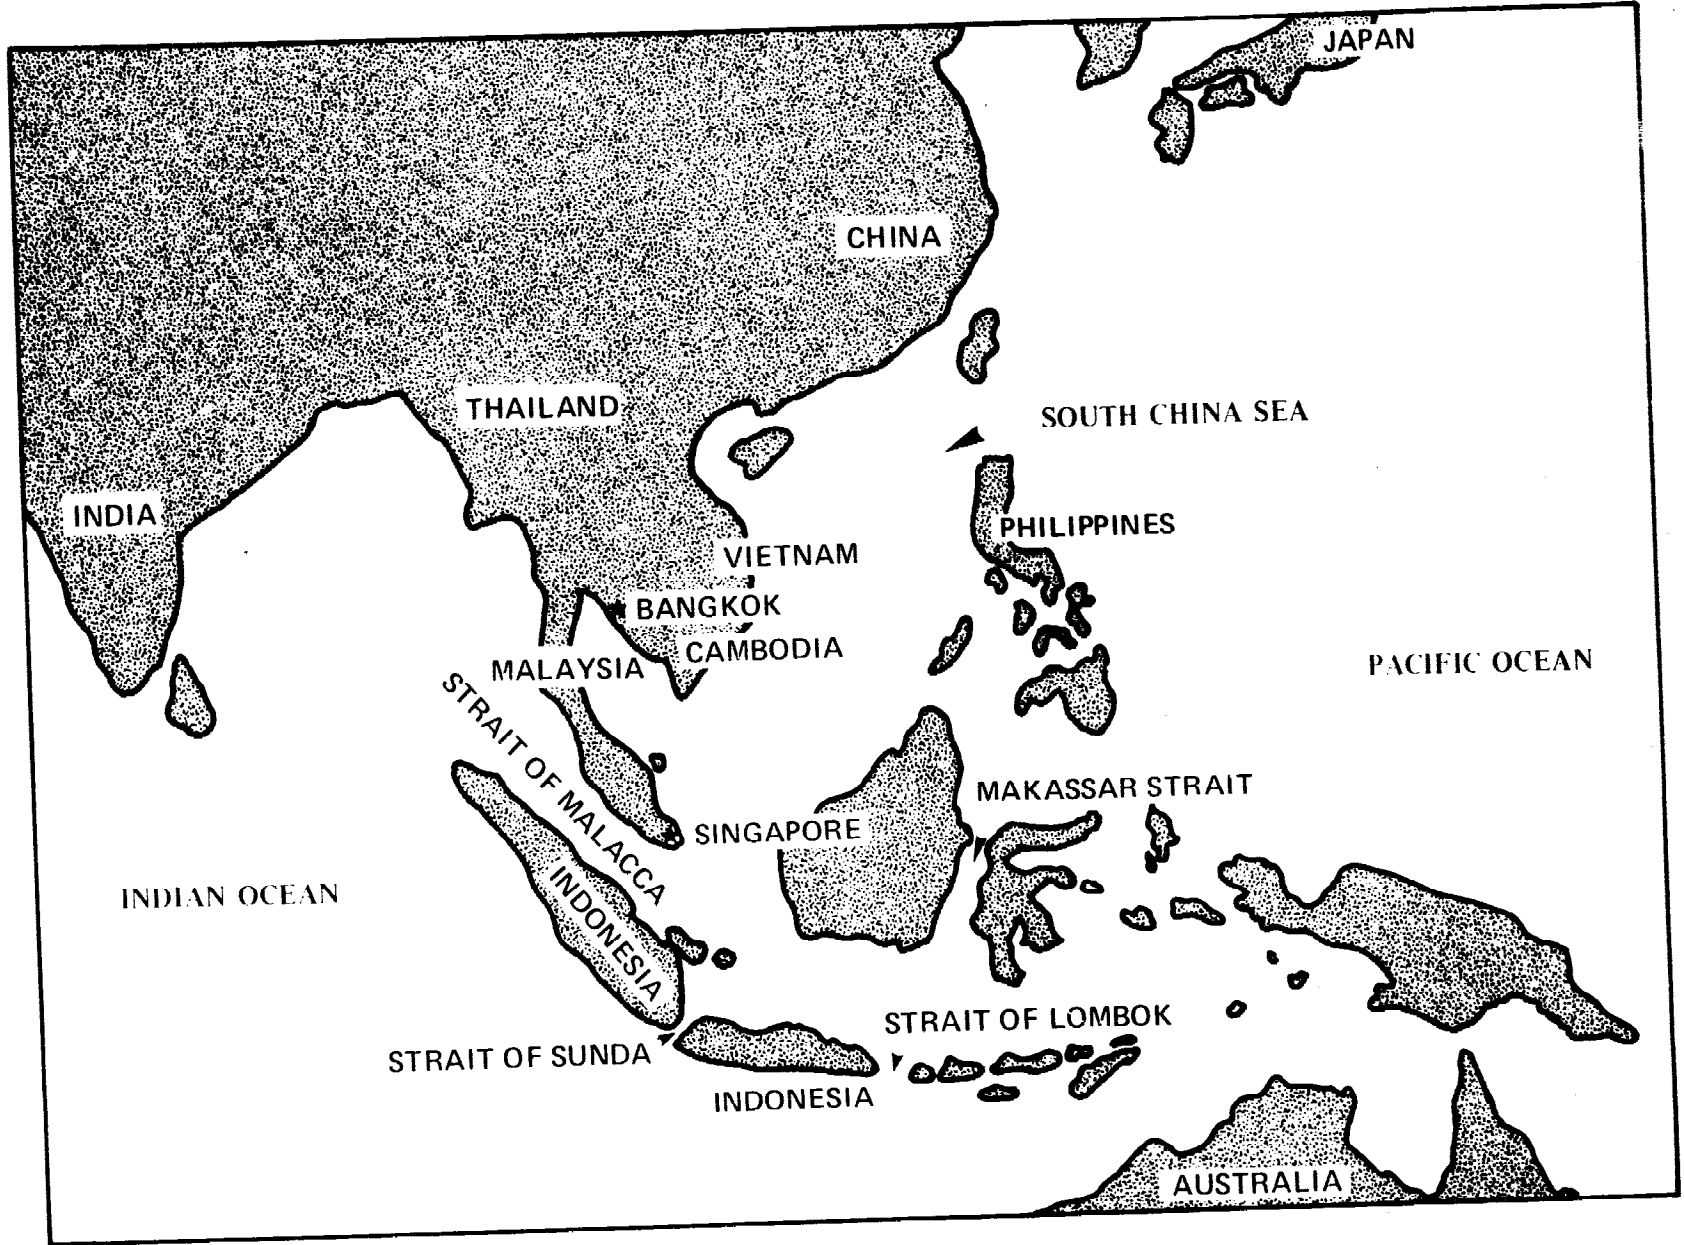 JAPAN
CHINA
THAILAND
SOUTH CHINA SEA
INDIA
PHILIPPINES
VIETNAM
BANGKOK
CAMBODIA
MALAYSIA
PACIFIC OCEAN
STRAIT OF MALACCA
MAKASSAR STRAIT
SINGAPORE
INDIAN OCEAN
INDONESIA
STRAIT OF LOMBOK
STRAIT OF SUNDA
INDONESIA
AUSTRALIA